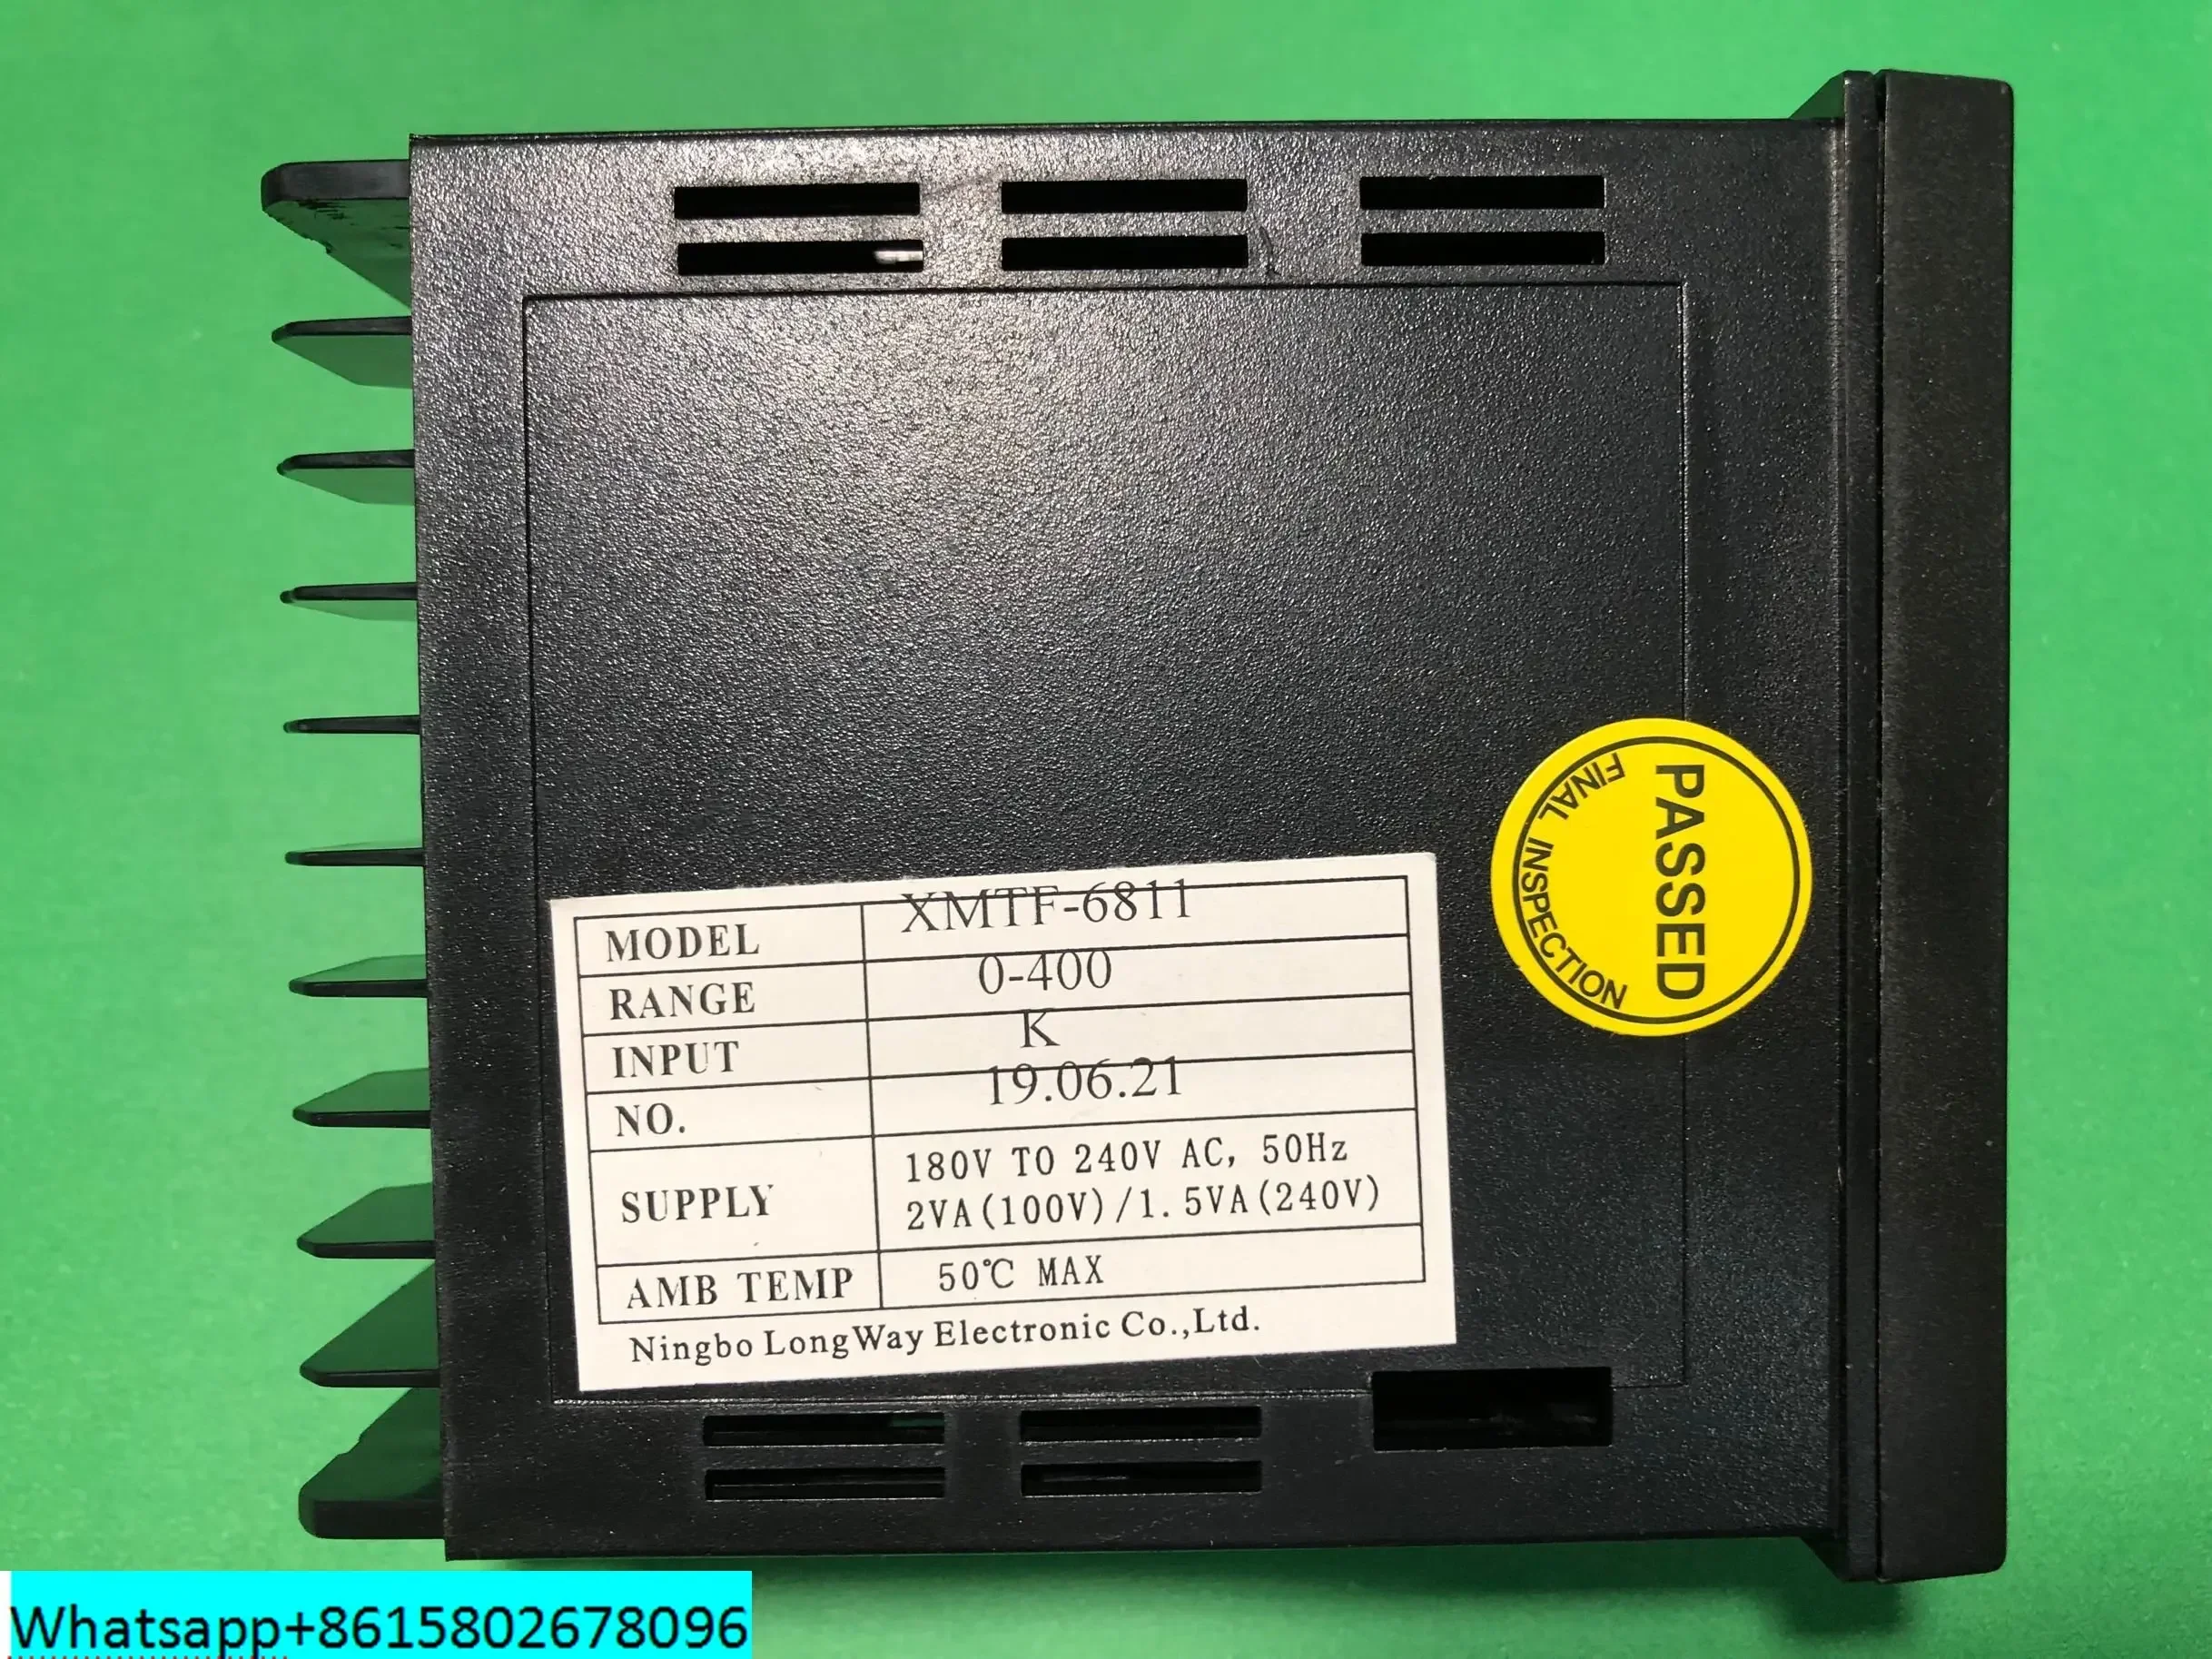 MODEL XMTF-6811
RANGE 0-400
INPUT K
NO. 19.06.21
SUPPLY 180V TO 240V AC, 50Hz
2VA(100V)/1.5VA(240V)
AMB TEMP 50℃ MAX
Ningbo LongWay Electronic Co.,Ltd.
PASSED
FINAL INSPECTION
Whatsapp+8615802678096